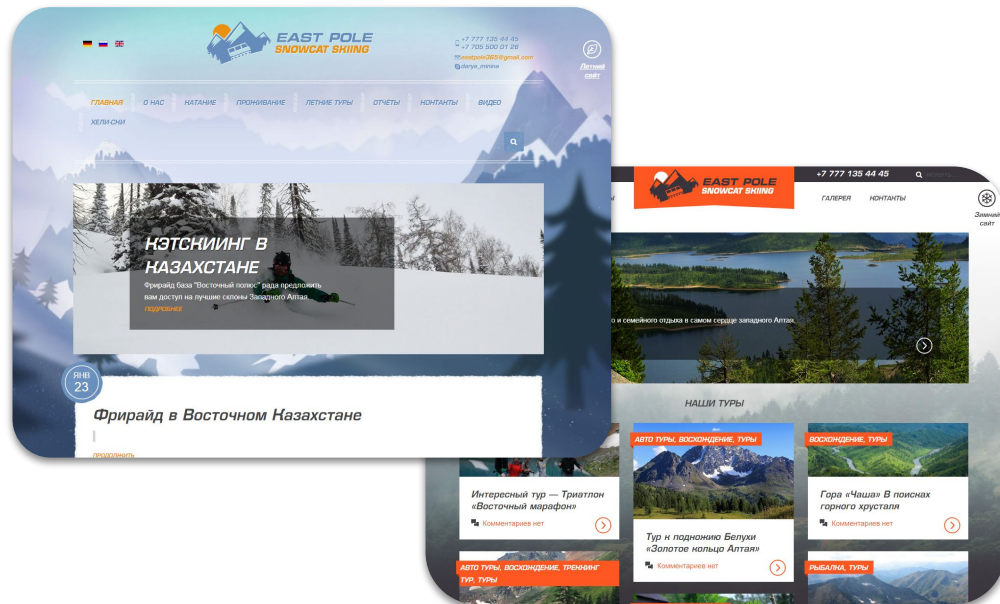 EAST POLE
SNOWCAT SKIING
+7 777 135 44 45
+7 705 500 01 26
eastpole365@gmail.com
darya_minina
Летний
сайт
ГЛАВНАЯ
О НАС
КАТАНИЕ
ПРОЖИВАНИЕ
ЛЕТНИЕ ТУРЫ
ОТЧЁТЫ
КОНТАКТЫ
ВИДЕО
ХЕЛИ-СКИ
КЭТСКИИНГ В
КАЗАХСТАНЕ
Фрирайд база "Восточный полюс" рада предложить
вам доступ на лучшие склоны Западного Алтая.
ПОДРОБНЕЕ
ЯНВ
23
Фрирайд в Восточном Казахстане
ПРОДОЛЖИТЬ
EAST POLE
SNOWCAT SKIING
+7 777 135 44 45
ГАЛЕРЕЯ
КОНТАКТЫ
Зимний
сайт
о и семейного отдыха в самом сердце западного Алтая.
НАШИ ТУРЫ
Интересный тур — Триатлон
«Восточный марафон»
Комментариев нет
АВТО ТУРЫ, ВОСХОЖДЕНИЕ, ТУРЫ
Тур к подножию Белухи
«Золотое кольцо Алтая»
Комментариев нет
ВОСХОЖДЕНИЕ, ТУРЫ
Гора «Чаша» В поисках
горного хрусталя
Комментариев нет
АВТО ТУРЫ, ВОСХОЖДЕНИЕ, ТРЕККИНГ
ТУР, ТУРЫ
РЫБАЛКА, ТУРЫ